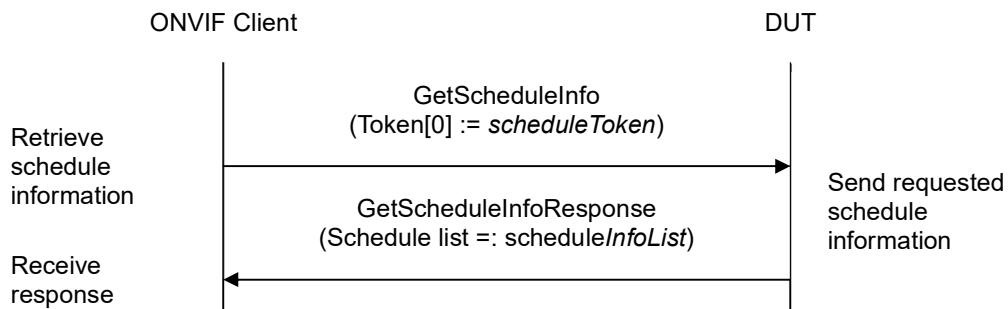 ONVIF Client
DUT
GetScheduleInfo
(Token[0] := scheduleToken)
Retrieve
schedule
information
Send requested
schedule
information
GetScheduleInfoResponse
(Schedule list =: scheduleInfoList)
Receive
response